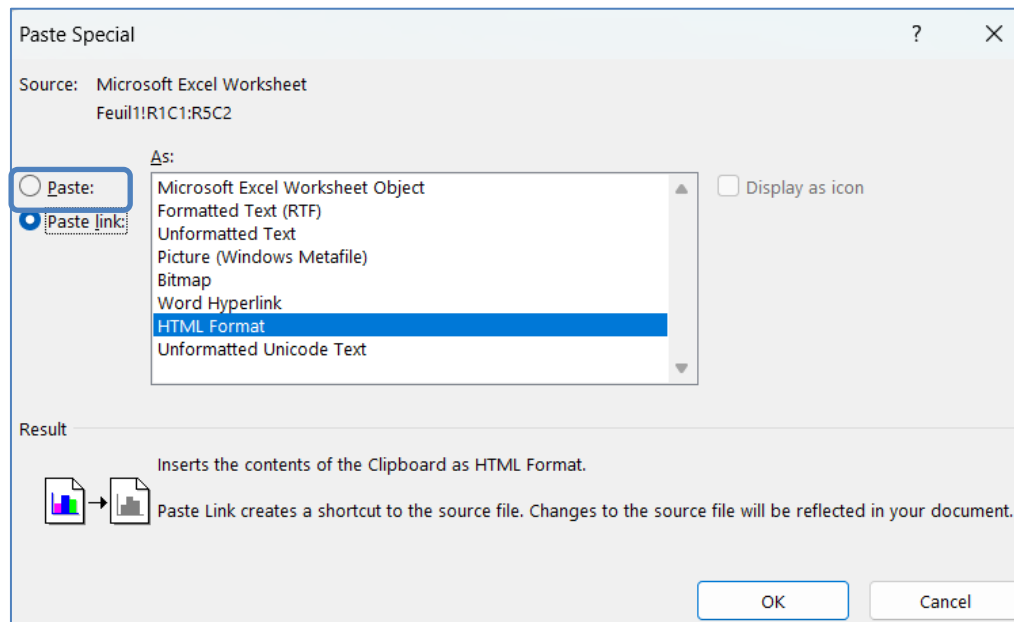 Paste Special
?
Source: Microsoft Excel Worksheet
Feuil1!R1C1:R5C2
As:
Paste:
Paste link:
Microsoft Excel Worksheet Object
Formatted Text (RTF)
Unformatted Text
Picture (Windows Metafile)
Bitmap
Word Hyperlink
HTML Format
Unformatted Unicode Text
Display as icon
Result
Inserts the contents of the Clipboard as HTML Format.
Paste Link creates a shortcut to the source file. Changes to the source file will be reflected in your document.
OK
Cancel